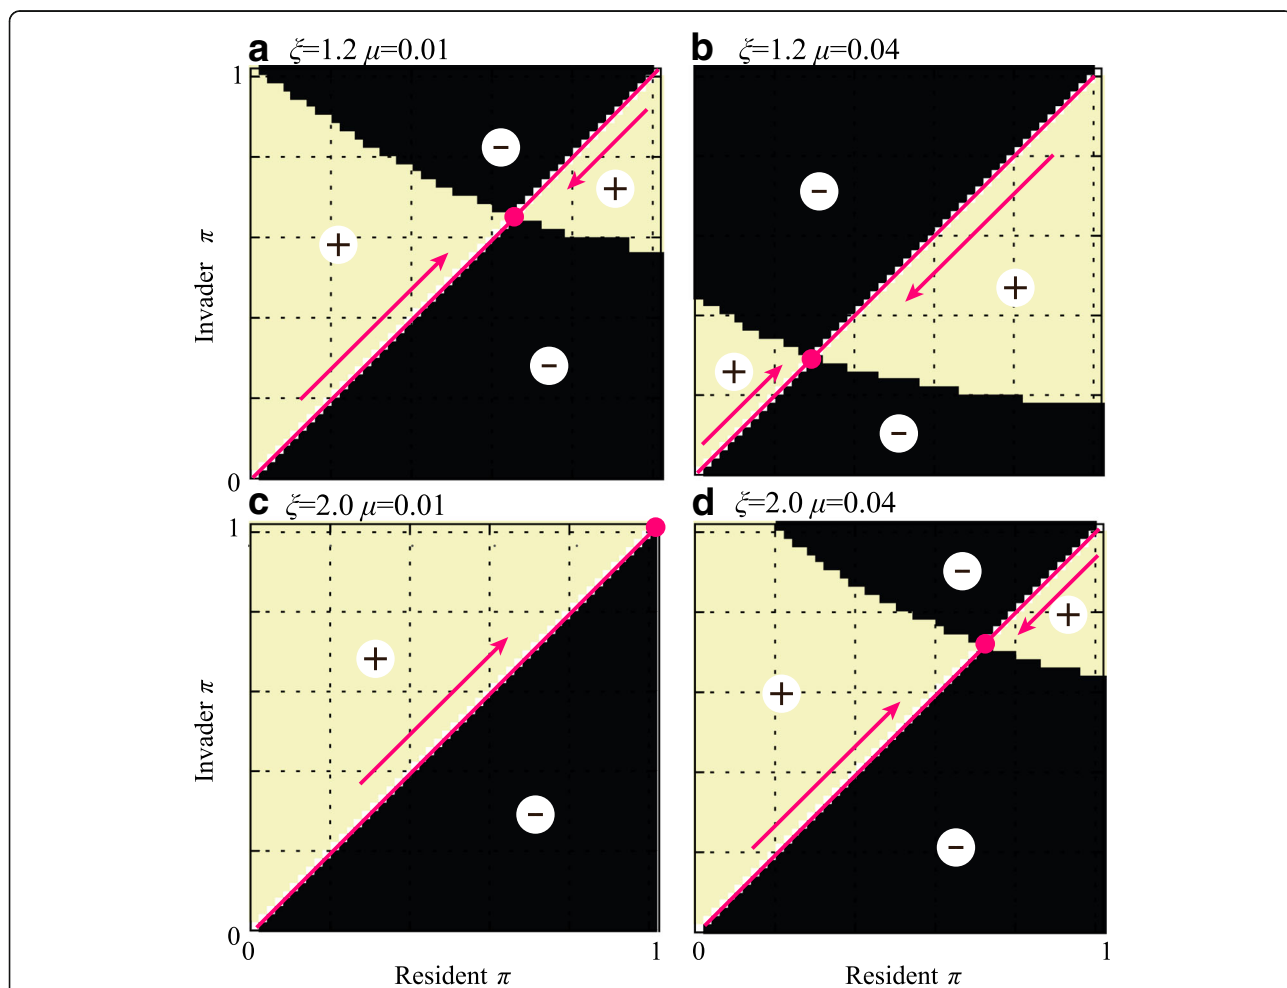 a ξ=1.2 μ=0.01
b ξ=1.2 μ=0.04
1
Invader π
−
+
+
−
0
−
+
+
−
c ξ=2.0 μ=0.01
d ξ=2.0 μ=0.04
1
Invader π
+
−
0
0
1
Resident π
−
+
+
−
0
1
Resident π